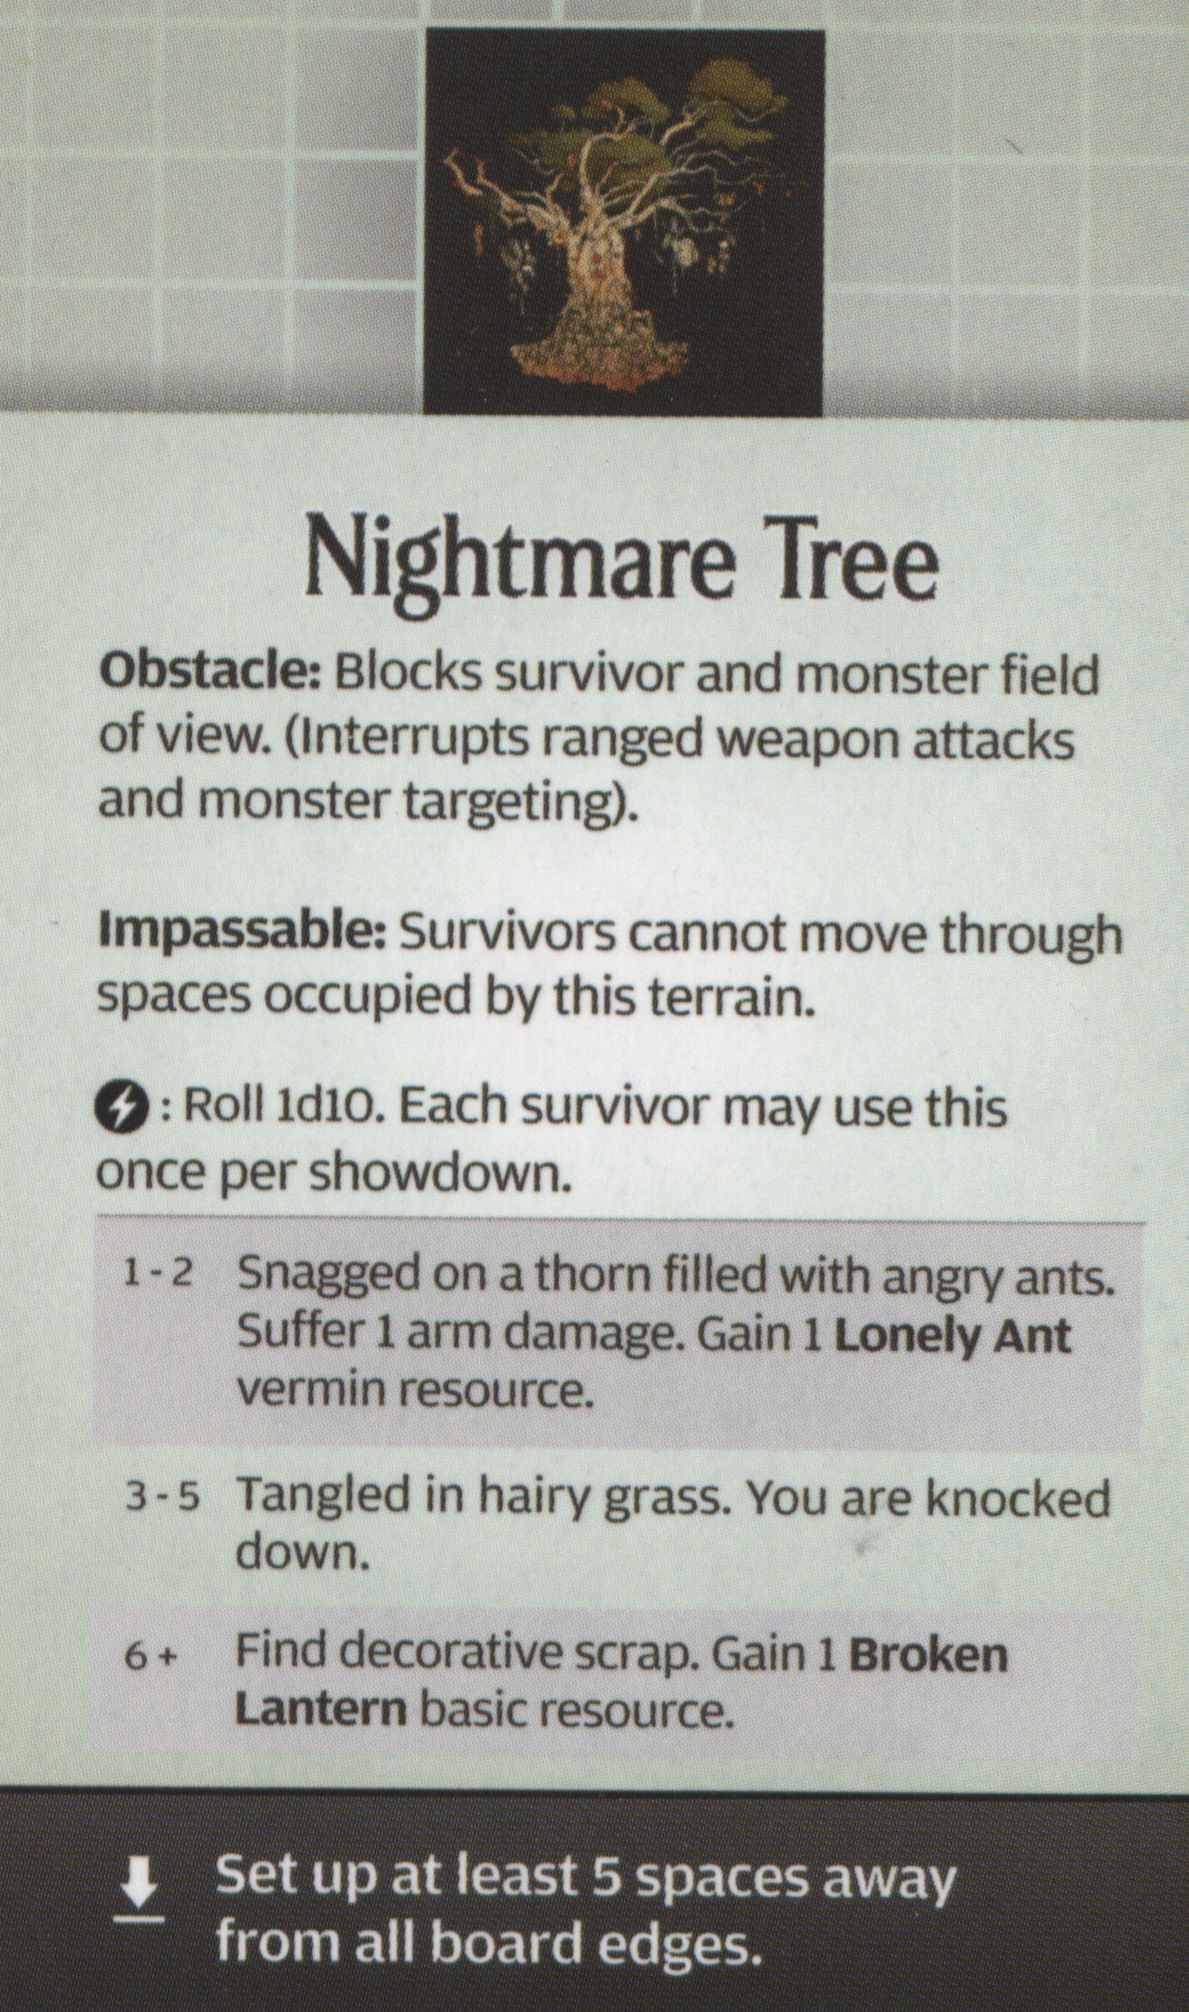 Nightmare Tree
Obstacle: Blocks survivor and monster field
of view. (Interrupts ranged weapon attacks
and monster targeting).
Impassable: Survivors cannot move through
spaces occupied by this terrain.
: Roll 1d10. Each survivor may use this
once per showdown.
1-2 Snagged on a thorn filled with angry ants.
Suffer 1 arm damage. Gain 1 Lonely Ant
vermin resource.
3-5 Tangled in hairy grass. You are knocked
down.
6+ Find decorative scrap. Gain 1 Broken
Lantern basic resource.
Set up at least 5 spaces away
from all board edges.